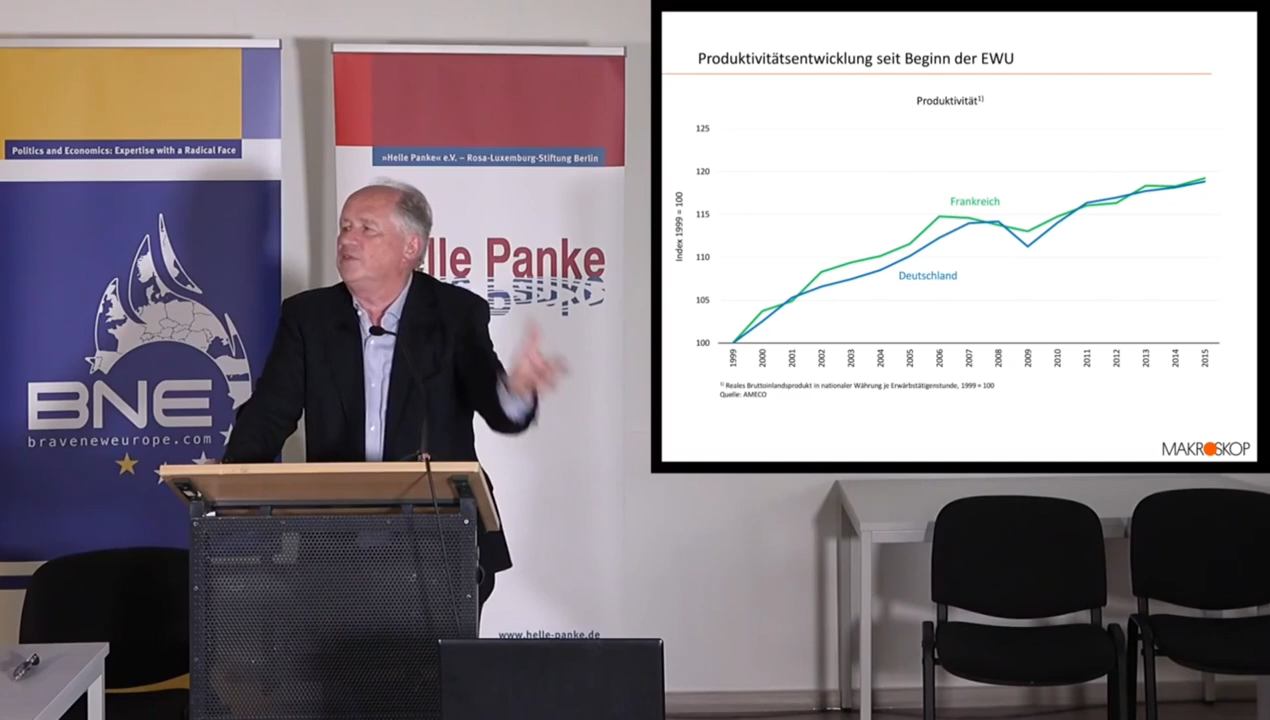 Politics and Economics: Expertise with a Radical Face
BNE
braveneweurope.com
»Helle Panke« e.V. – Rosa-Luxemburg-Stiftung Berlin
elle Panke
www.helle-panke.de
Produktivitätsentwicklung seit Beginn der EWU
Produktivität1)
Index 1999 = 100
125
120
115
110
105
100
Frankreich
Deutschland
1999
2000
2001
2002
2003
2004
2005
2006
2007
2008
2009
2010
2011
2012
2013
2014
2015
1) Reales Bruttoinlandsprodukt in nationaler Währung je Erwärbstätigenstunde, 1999 = 100
Quelle: AMECO
MAKROSKOP